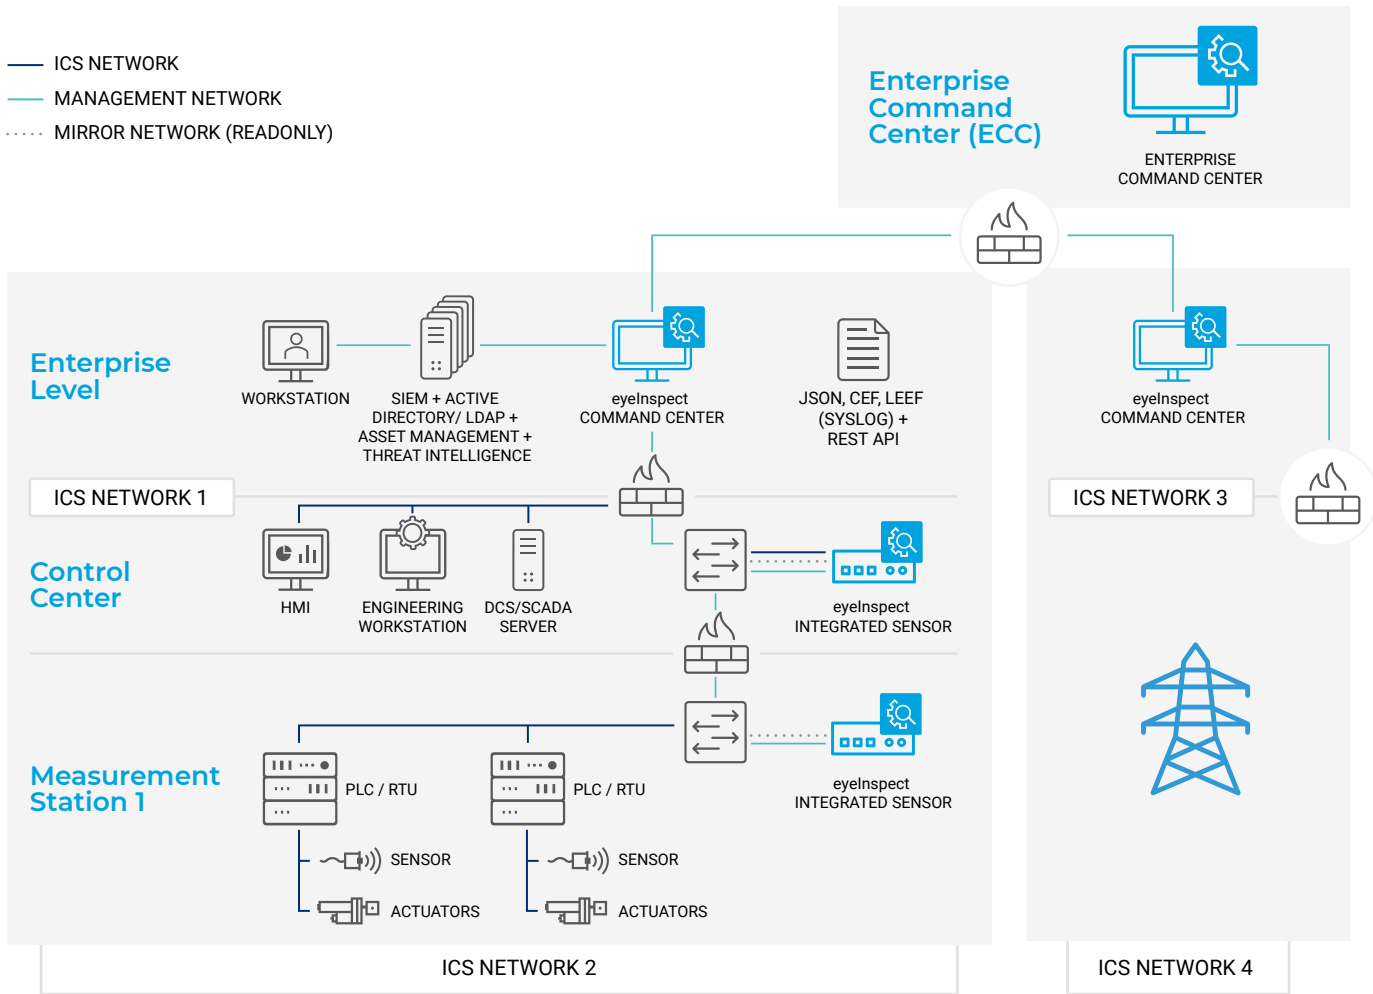 ICS NETWORK
MANAGEMENT NETWORK
MIRROR NETWORK (READONLY)
Enterprise
Command
Center (ECC)
ENTERPRISE
COMMAND CENTER
Enterprise
Level
WORKSTATION
SIEM + ACTIVE
DIRECTORY/ LDAP +
ASSET MANAGEMENT +
THREAT INTELLIGENCE
eyeInspect
COMMAND CENTER
JSON, CEF, LEEF
(SYSLOG) +
REST API
eyeInspect
COMMAND CENTER
ICS NETWORK 1
ICS NETWORK 3
Control
Center
HMI
ENGINEERING
WORKSTATION
DCS/SCADA
SERVER
eyeInspect
INTEGRATED SENSOR
Measurement
Station 1
PLC / RTU
PLC / RTU
eyeInspect
INTEGRATED SENSOR
SENSOR
SENSOR
ACTUATORS
ACTUATORS
ICS NETWORK 2
ICS NETWORK 4